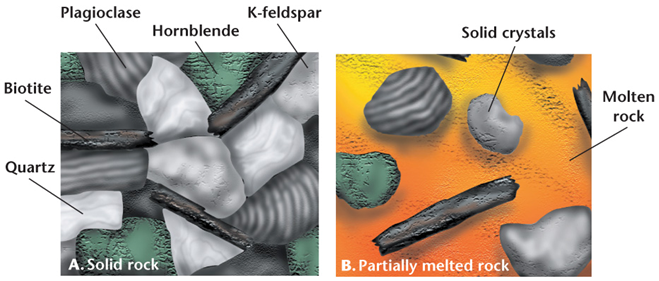 Plagioclase
Hornblende
K-feldspar
Biotite
Quartz
A. Solid rock
Solid crystals
Molten
rock
B. Partially melted rock